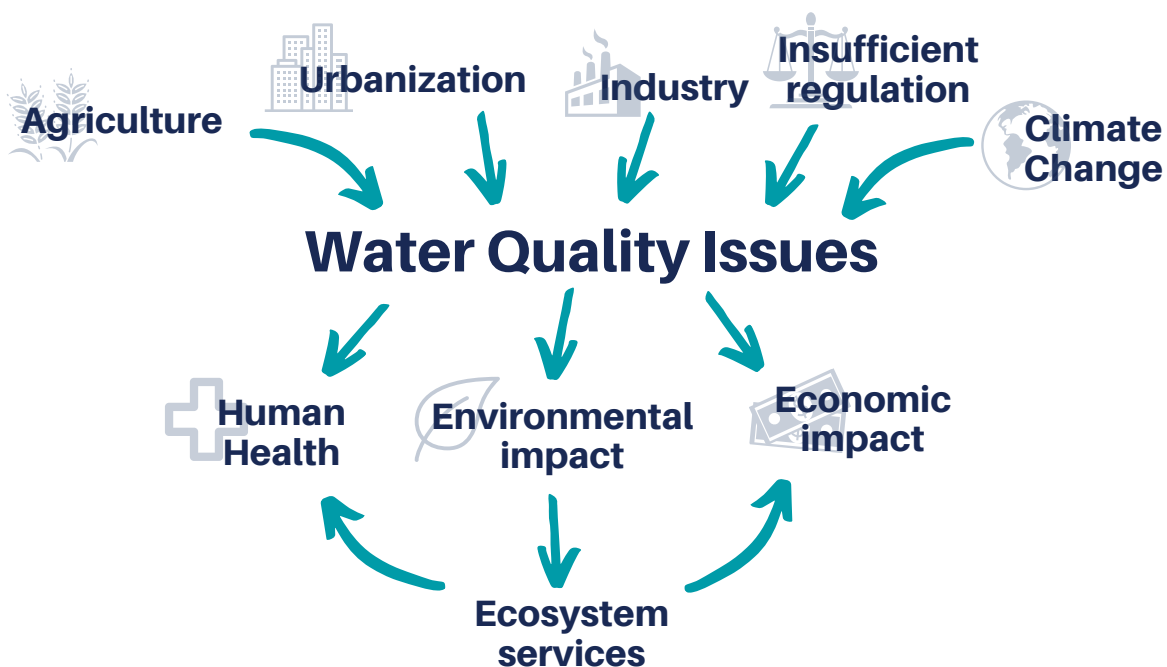 Agriculture
Urbanization
Industry
Insufficient
regulation
Climate
Change
Water Quality Issues
Human
Health
Environmental
impact
Economic
impact
Ecosystem
services